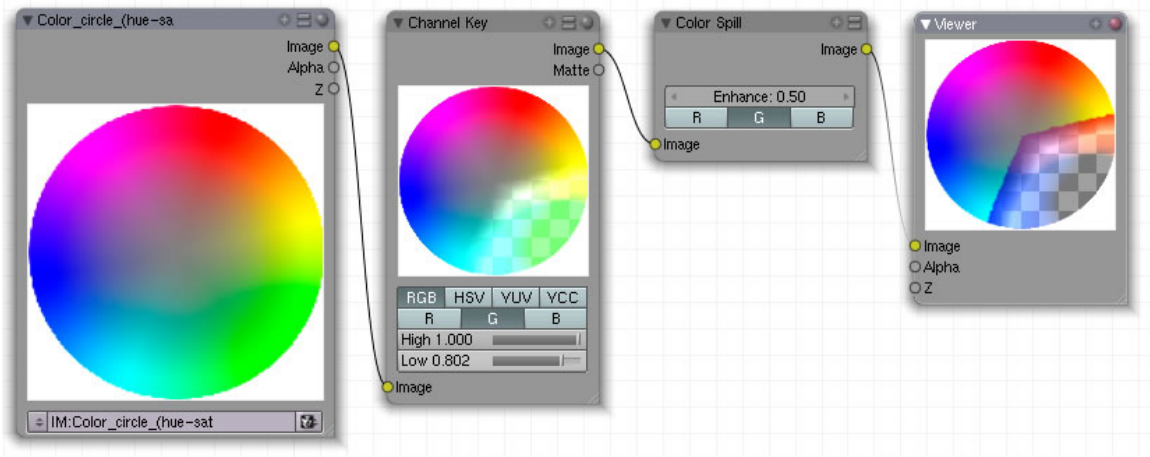 Color_circle_(hue-sa
Image
Alpha
Z
IM:Color_circle_(hue-sat
Channel Key
Image
Matte
RGB HSV YUV YCC
R G B
High 1.000
Low 0.802
Image
Color Spill
Image
Enhance: 0.50
R G B
Image
Viewer
Image
Alpha
Z